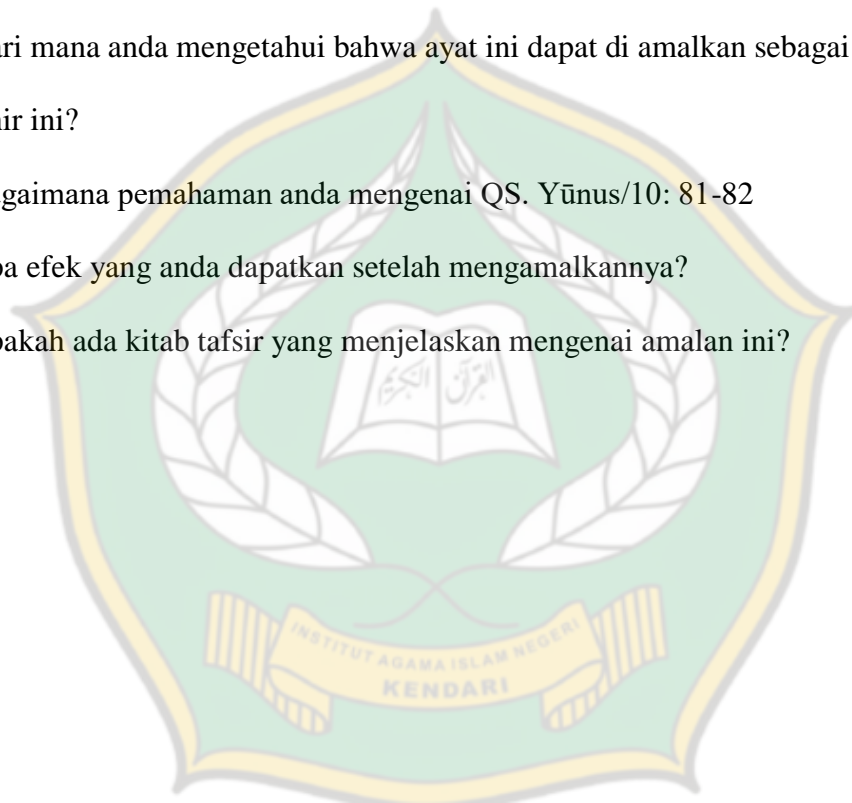 ari mana anda mengetahui bahwa ayat ini dapat di amalkan sebagai
ir ini?
gaimana pemahaman anda mengenai QS. Yūnus/10: 81-82
a efek yang anda dapatkan setelah mengamalkannya?
akah ada kitab tafsir yang menjelaskan mengenai amalan ini?
القرآن الكريم
INSTITUT AGAMA ISLAM NEGERI
KENDARI